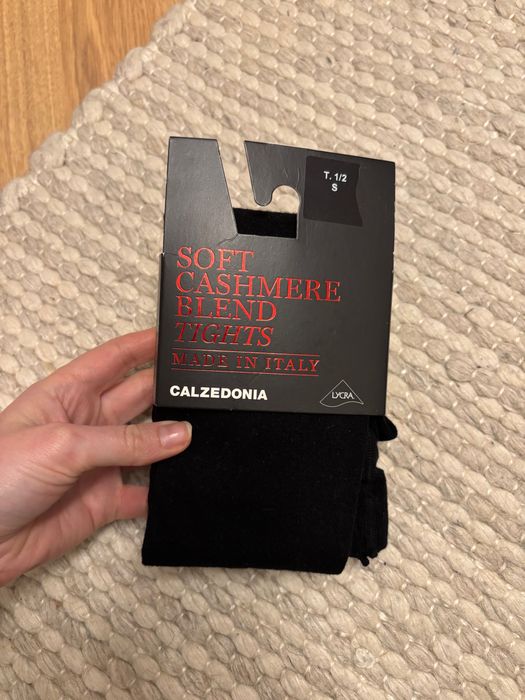 T. 1/2
S
SOFT
CASHMERE
BLEND
TIGHTS
MADE IN ITALY
CALZEDONIA
LYCRA